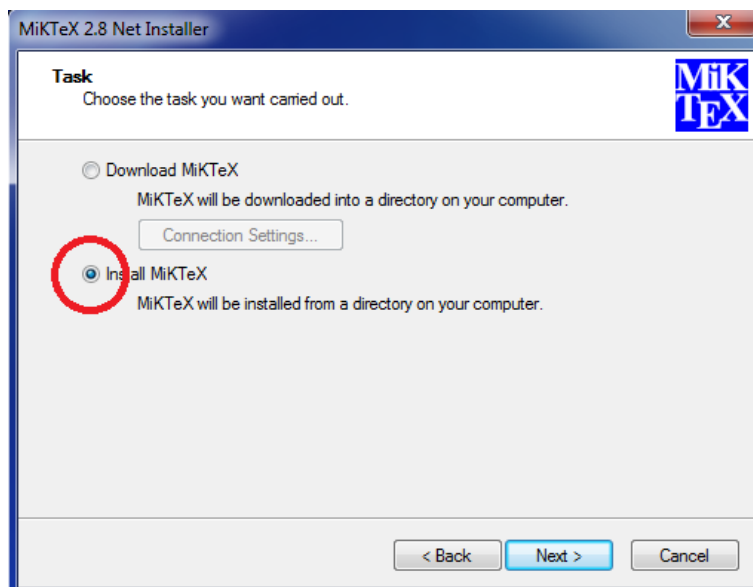 MiKTeX 2.8 Net Installer
Task
Choose the task you want carried out.
MiK
TEX
Download MiKTeX
MiKTeX will be downloaded into a directory on your computer.
Connection Settings...
Install MiKTeX
MiKTeX will be installed from a directory on your computer.
< Back
Next >
Cancel